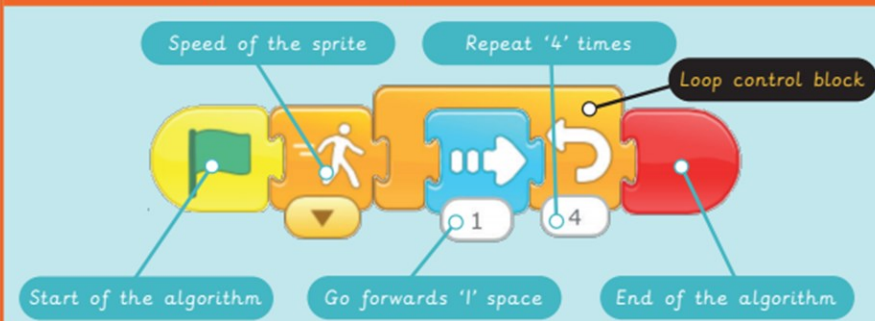 Speed of the sprite
Repeat '4' times
Loop control block
1
4
Start of the algorithm
Go forwards '1' space
End of the algorithm